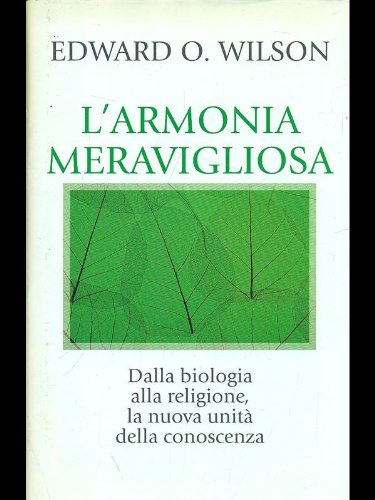 EDWARD O. WILSON
L'ARMONIA
MERAVIGLIOSA
Dalla biologia
alla religione,
la nuova unità
della conoscenza